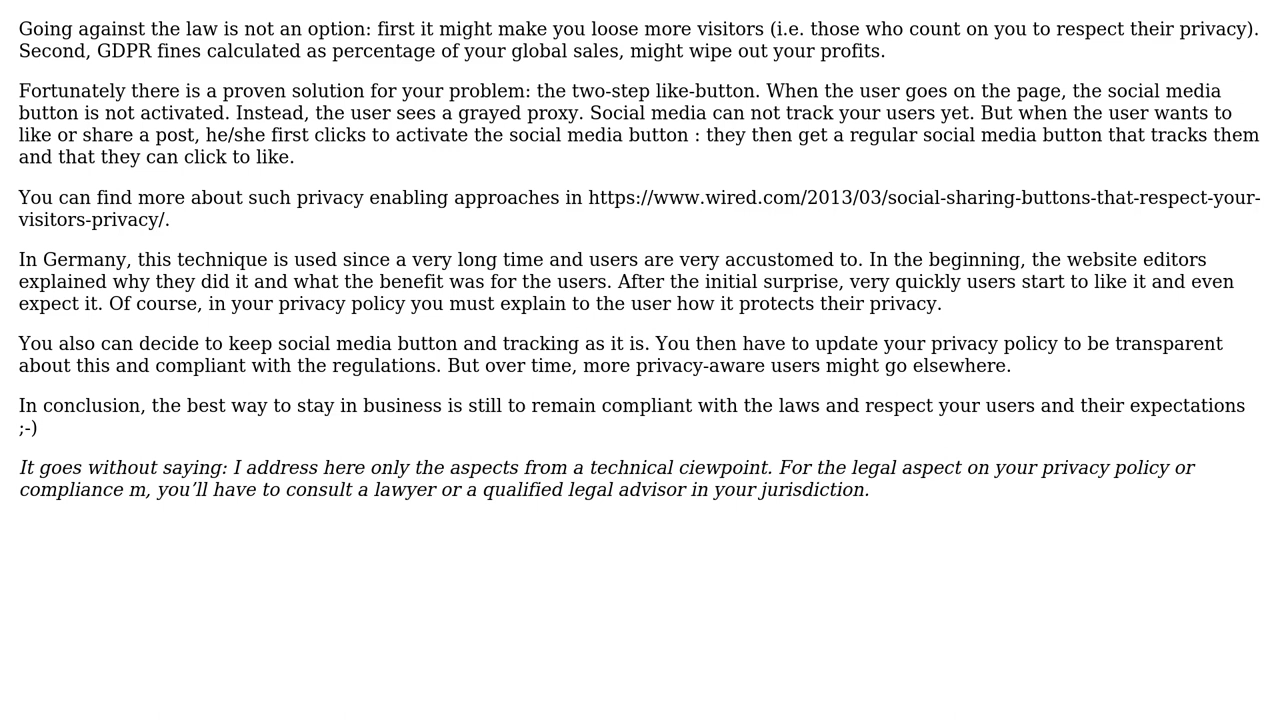 Going against the law is not an option: first it might make you loose more visitors (i.e. those who count on you to respect their privacy).
Second, GDPR fines calculated as percentage of your global sales, might wipe out your profits.
Fortunately there is a proven solution for your problem: the two-step like-button. When the user goes on the page, the social media
button is not activated. Instead, the user sees a grayed proxy. Social media can not track your users yet. But when the user wants to
like or share a post, he/she first clicks to activate the social media button : they then get a regular social media button that tracks them
and that they can click to like.
You can find more about such privacy enabling approaches in https://www.wired.com/2013/03/social-sharing-buttons-that-respect-your-
visitors-privacy/.
In Germany, this technique is used since a very long time and users are very accustomed to. In the beginning, the website editors
explained why they did it and what the benefit was for the users. After the initial surprise, very quickly users start to like it and even
expect it. Of course, in your privacy policy you must explain to the user how it protects their privacy.
You also can decide to keep social media button and tracking as it is. You then have to update your privacy policy to be transparent
about this and compliant with the regulations. But over time, more privacy-aware users might go elsewhere.
In conclusion, the best way to stay in business is still to remain compliant with the laws and respect your users and their expectations
;-)
It goes without saying: I address here only the aspects from a technical ciewpoint. For the legal aspect on your privacy policy or
compliance m, you’ll have to consult a lawyer or a qualified legal advisor in your jurisdiction.